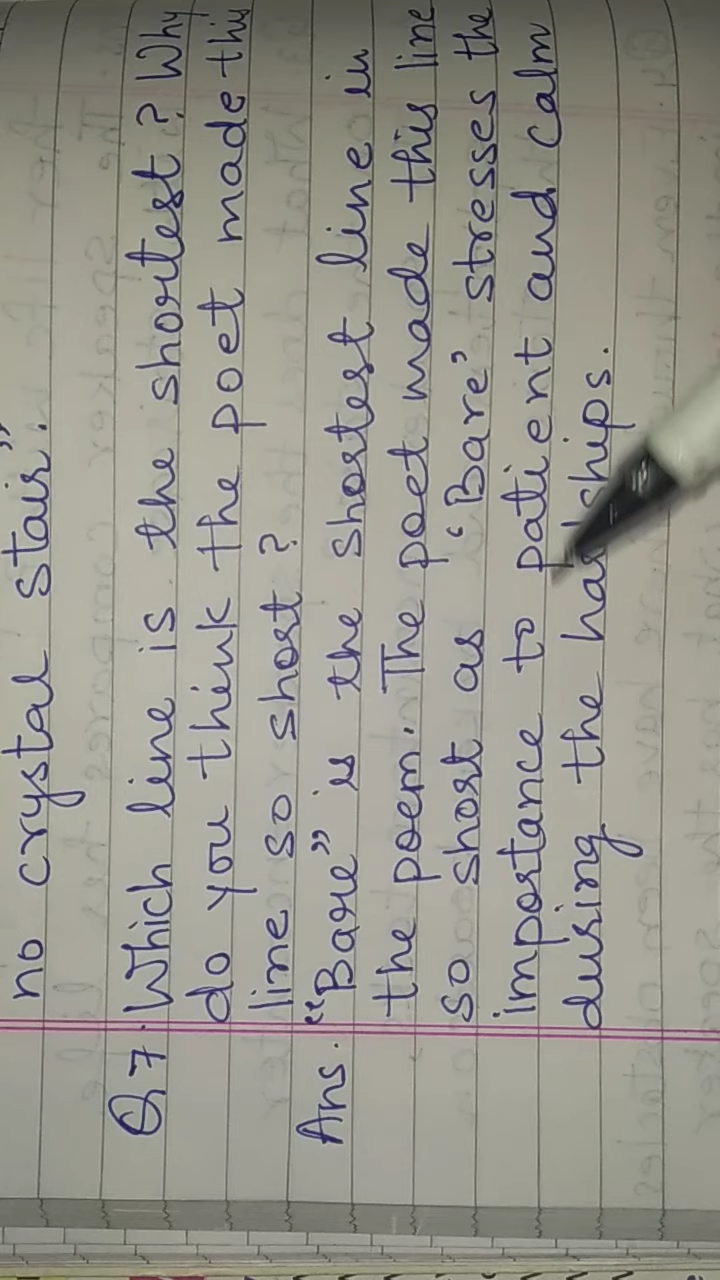 no crystal stair."
Q7. Which line is the shortest? Why
do you think the poet made this
line so short?
Ans. "Bare" is the shortest line in
the poem. The poet made this line
so short as 'Bare' stresses the
importance to patient and calm
during the hardships.